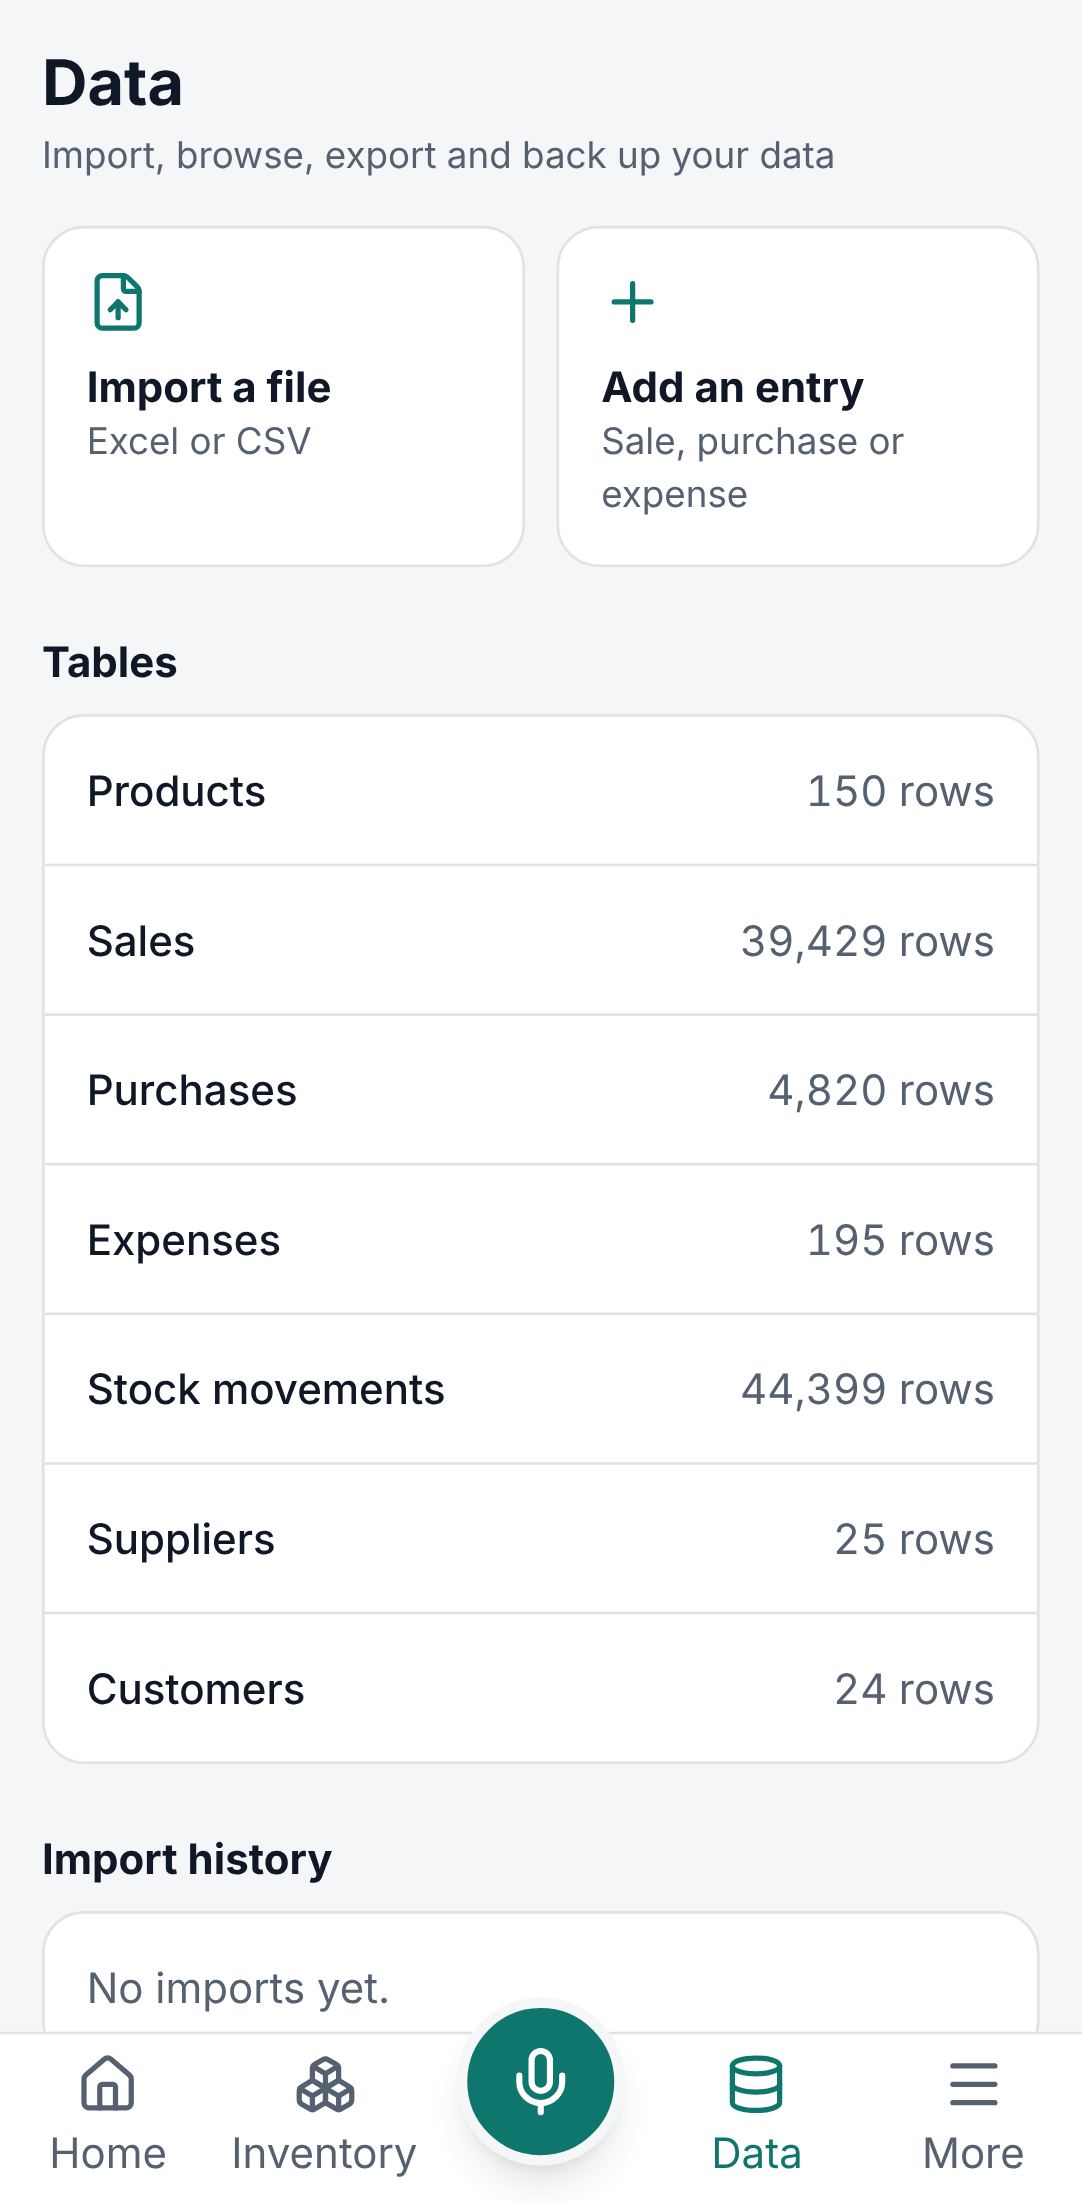 Data
Import, browse, export and back up your data
Import a file
Excel or CSV
Add an entry
Sale, purchase or
expense
Tables
Products 150 rows
Sales 39,429 rows
Purchases 4,820 rows
Expenses 195 rows
Stock movements 44,399 rows
Suppliers 25 rows
Customers 24 rows
Import history
No imports yet.
Home Inventory Data More